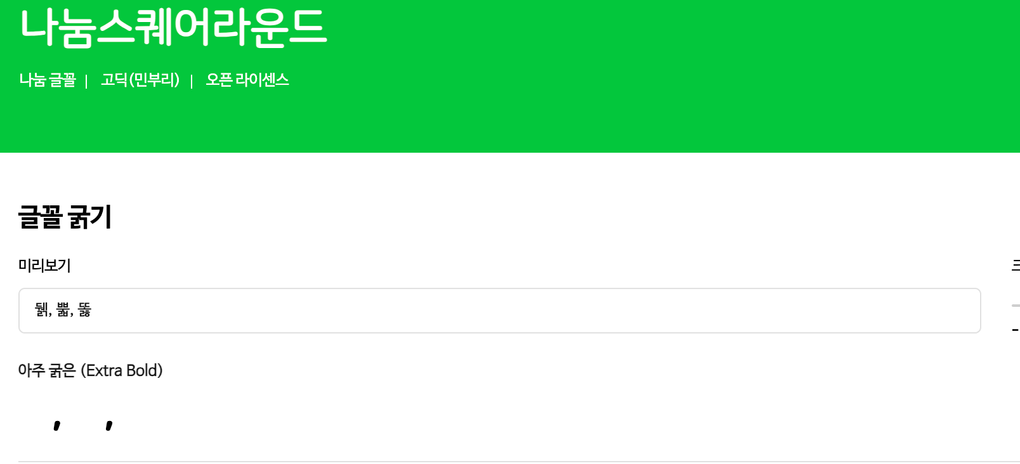 나눔스퀘어라운드
나눔 글꼴 | 고딕(민부리) | 오픈 라이센스
글꼴 굵기
미리보기
뷁, 뿳, 뚫
아주 굵은 (Extra Bold)
, ,